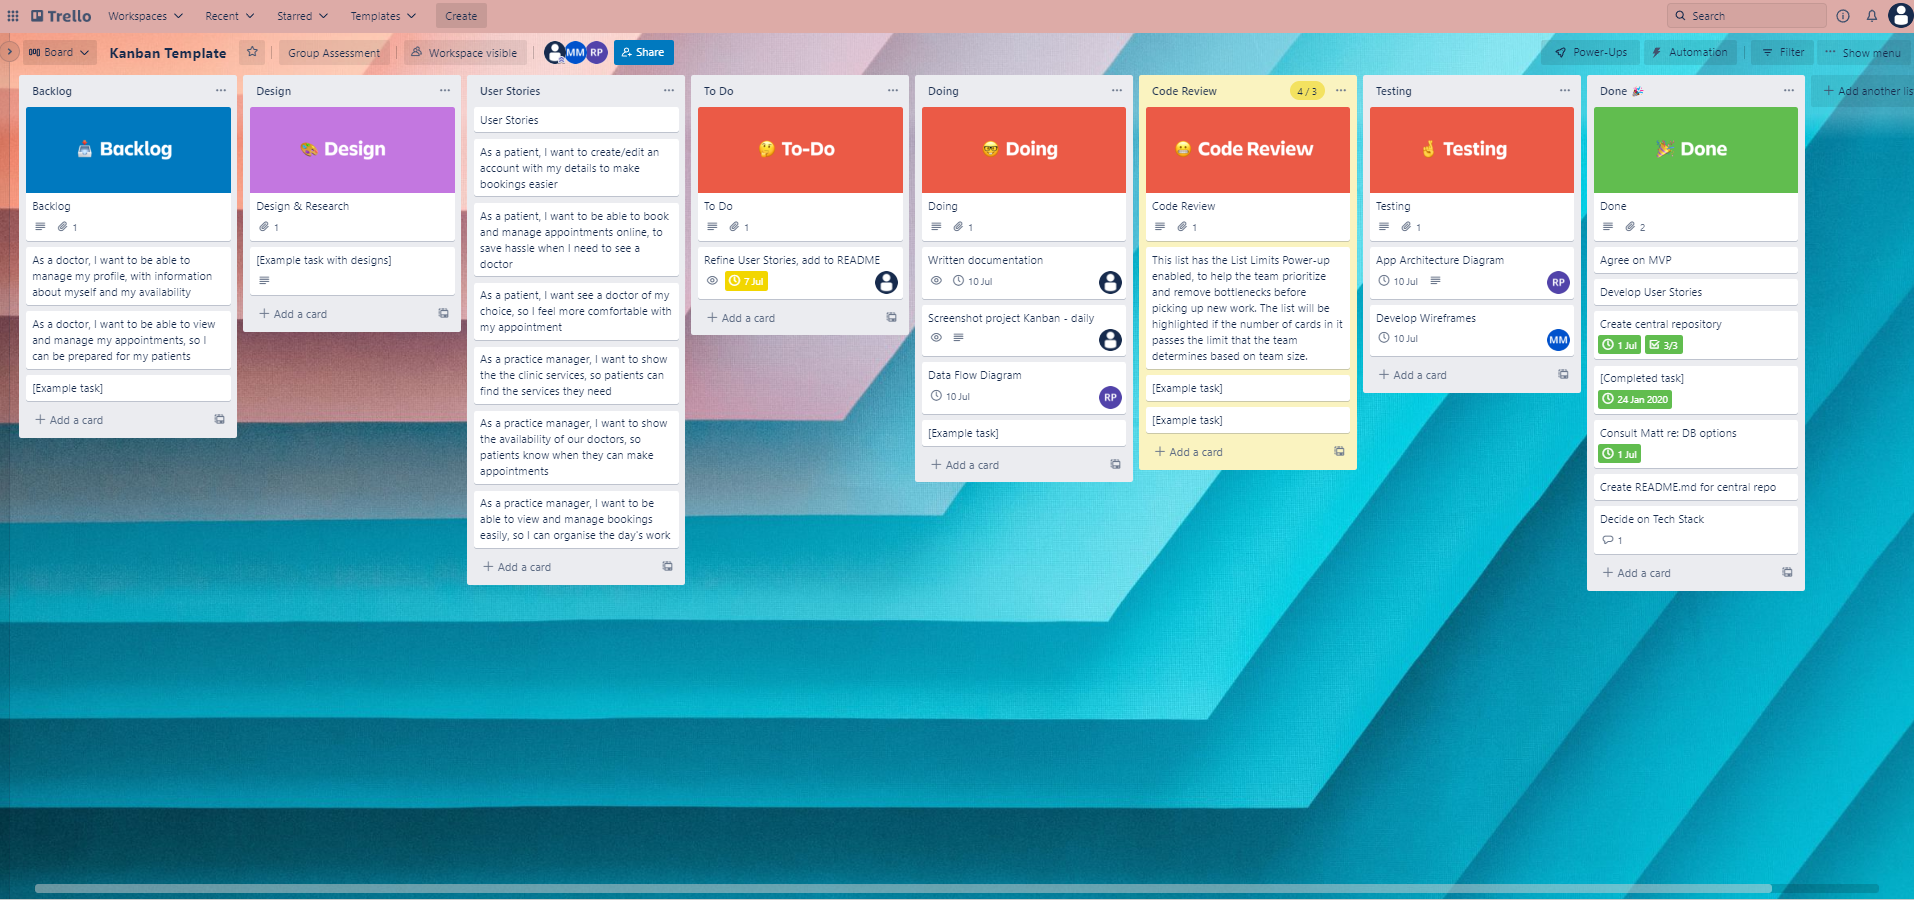 Trello Workspaces Recent Starred Templates Create Search
Board Kanban Template Group Assessment Workspace visible MM RP Share Power-Ups Automation Filter Show menu
Backlog
Backlog
Backlog
1
As a doctor, I want to be able to
manage my profile, with information
about myself and my availability
As a doctor, I want to be able to view
and manage my appointments, so I
can be prepared for my patients
[Example task]
+ Add a card
Design
Design
Design & Research
1
[Example task with designs]
+ Add a card
User Stories
User Stories
As a patient, I want to create/edit an
account with my details to make
bookings easier
As a patient, I want to be able to book
and manage appointments online, to
save hassle when I need to see a
doctor
As a patient, I want see a doctor of my
choice, so I feel more comfortable with
my appointment
As a practice manager, I want to show
the the clinic services, so patients can
find the services they need
As a practice manager, I want to show
the availability of our doctors, so
patients know when they can make
appointments
As a practice manager, I want to be
able to view and manage bookings
easily, so I can organise the day's work
+ Add a card
To Do
To-Do
To Do
1
Refine User Stories, add to README
7 Jul
+ Add a card
Doing
Doing
Doing
1
Written documentation
10 Jul
Screenshot project Kanban - daily
Data Flow Diagram
10 Jul RP
[Example task]
+ Add a card
Code Review 4 / 3
Code Review
Code Review
1
This list has the List Limits Power-up
enabled, to help the team prioritize
and remove bottlenecks before
picking up new work. The list will be
highlighted if the number of cards in it
passes the limit that the team
determines based on team size.
[Example task]
[Example task]
+ Add a card
Testing
Testing
Testing
1
App Architecture Diagram
10 Jul RP
Develop Wireframes
10 Jul MM
+ Add a card
Done 🎉
Done
Done
2
Agree on MVP
Develop User Stories
Create central repository
1 Jul 3/3
[Completed task]
24 Jan 2020
Consult Matt re: DB options
1 Jul
Create README.md for central repo
Decide on Tech Stack
1
+ Add a card
+ Add another lis